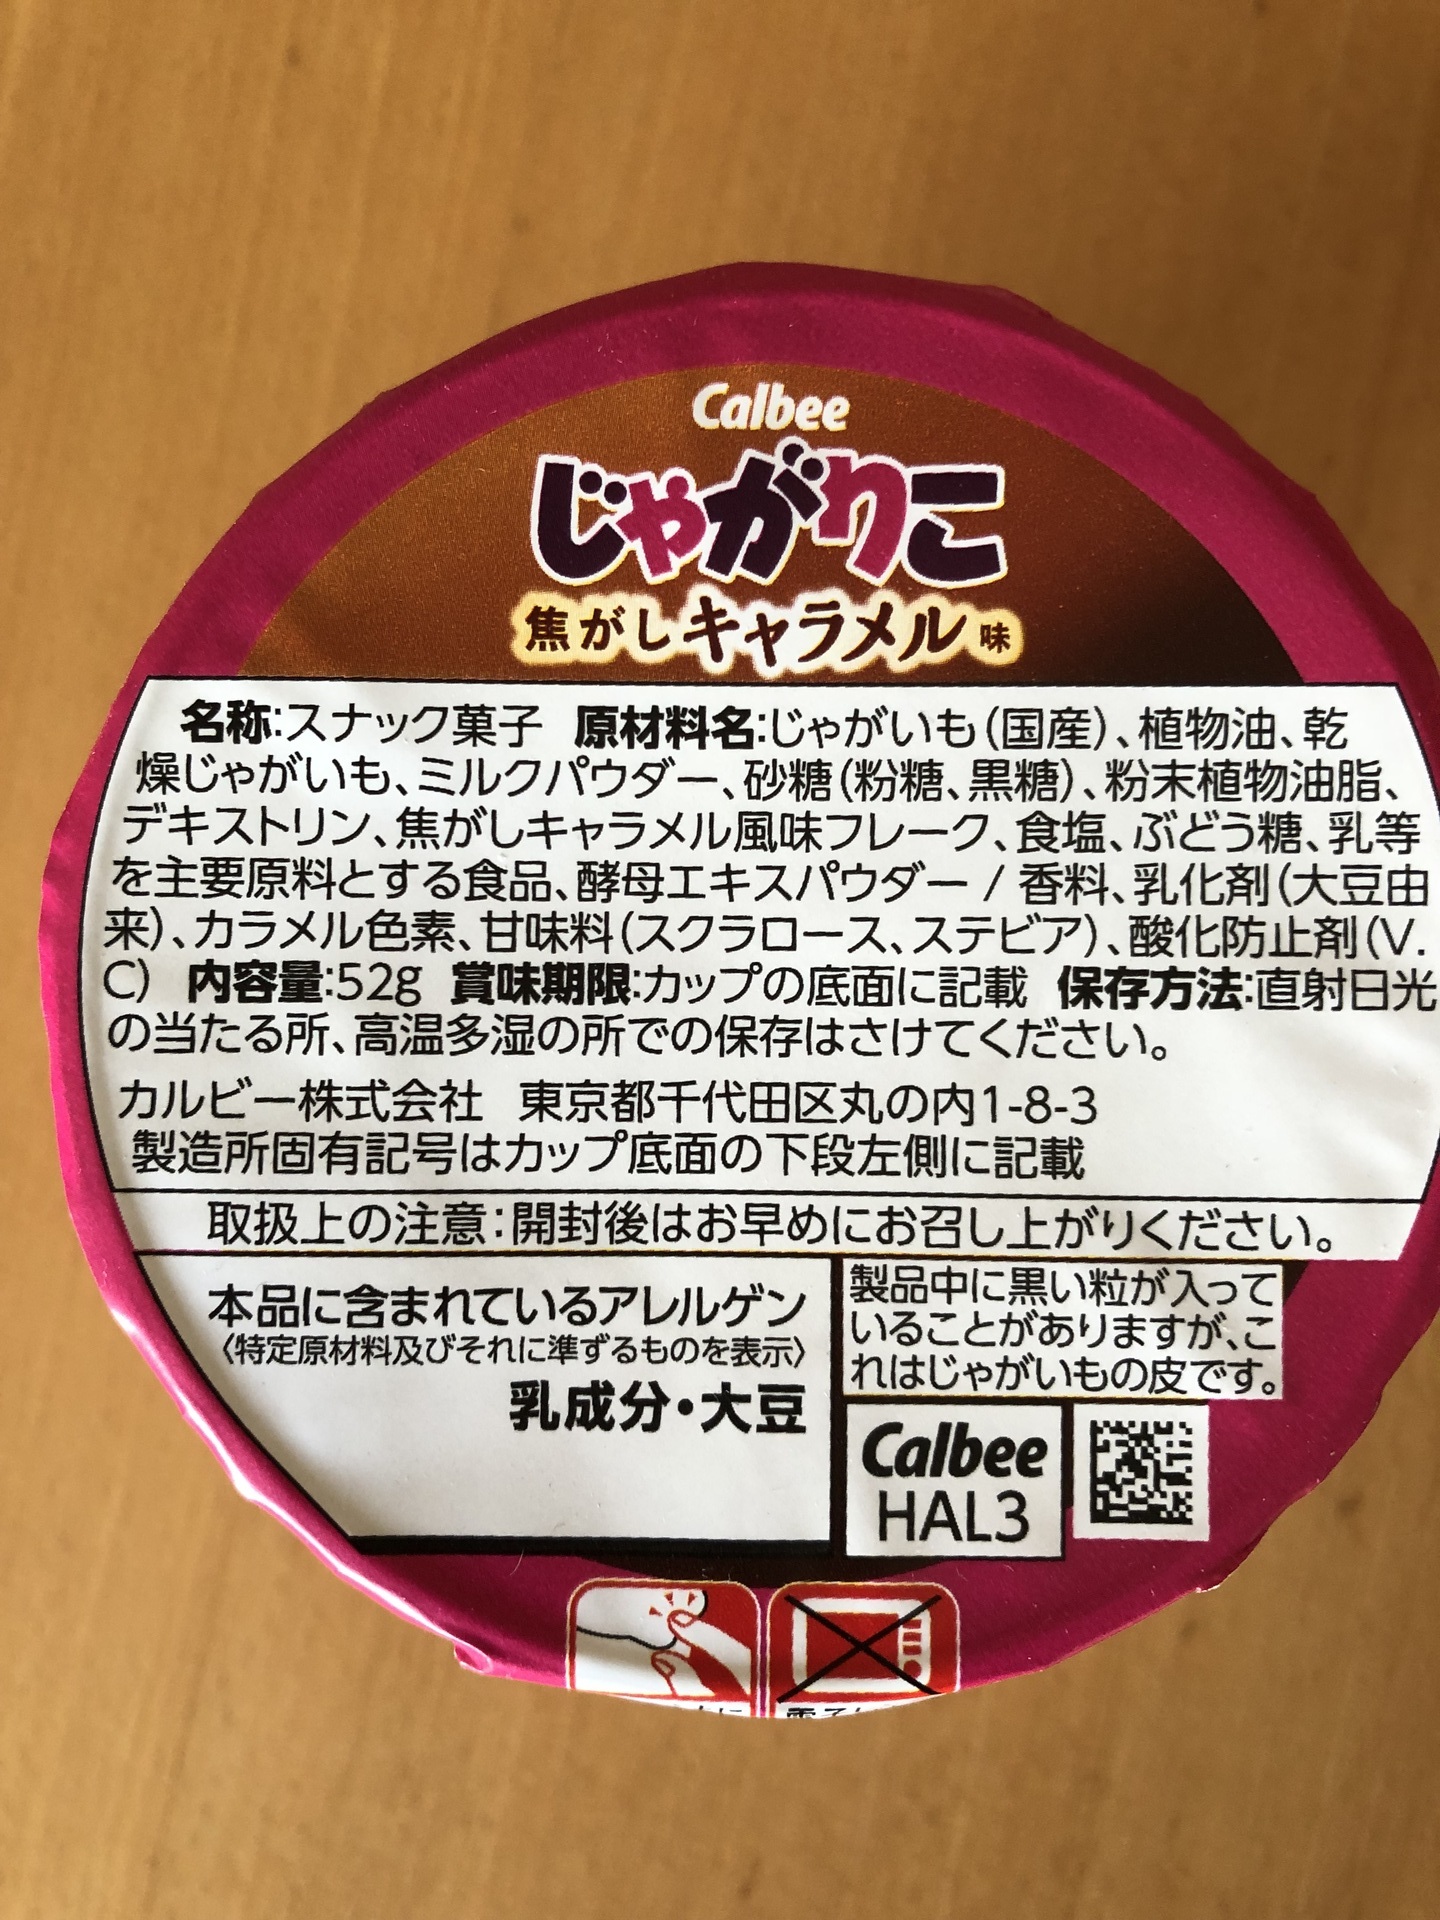 Calbee
じゃがりこ
焦がしキャラメル味
名称:スナック菓子 原材料名:じゃがいも(国産)、植物油、乾
燥じゃがいも、ミルクパウダー、砂糖(粉糖、黒糖)、粉末植物油脂、
デキストリン、焦がしキャラメル風味フレーク、食塩、ぶどう糖、乳等
を主要原料とする食品、酵母エキスパウダー / 香料、乳化剤(大豆由
来)、カラメル色素、甘味料(スクラロース、ステビア)、酸化防止剤(V.
C) 内容量:52g 賞味期限:カップの底面に記載 保存方法:直射日光
の当たる所、高温多湿の所での保存はさけてください。
カルビー株式会社 東京都千代田区丸の内1-8-3
製造所固有記号はカップ底面の下段左側に記載
取扱上の注意:開封後はお早めにお召し上がりください。
本品に含まれているアレルゲン
〈特定原材料及びそれに準ずるものを表示〉
乳成分・大豆
製品中に黒い粒が入って
いることがありますが、こ
れはじゃがいもの皮です。
Calbee
HAL3